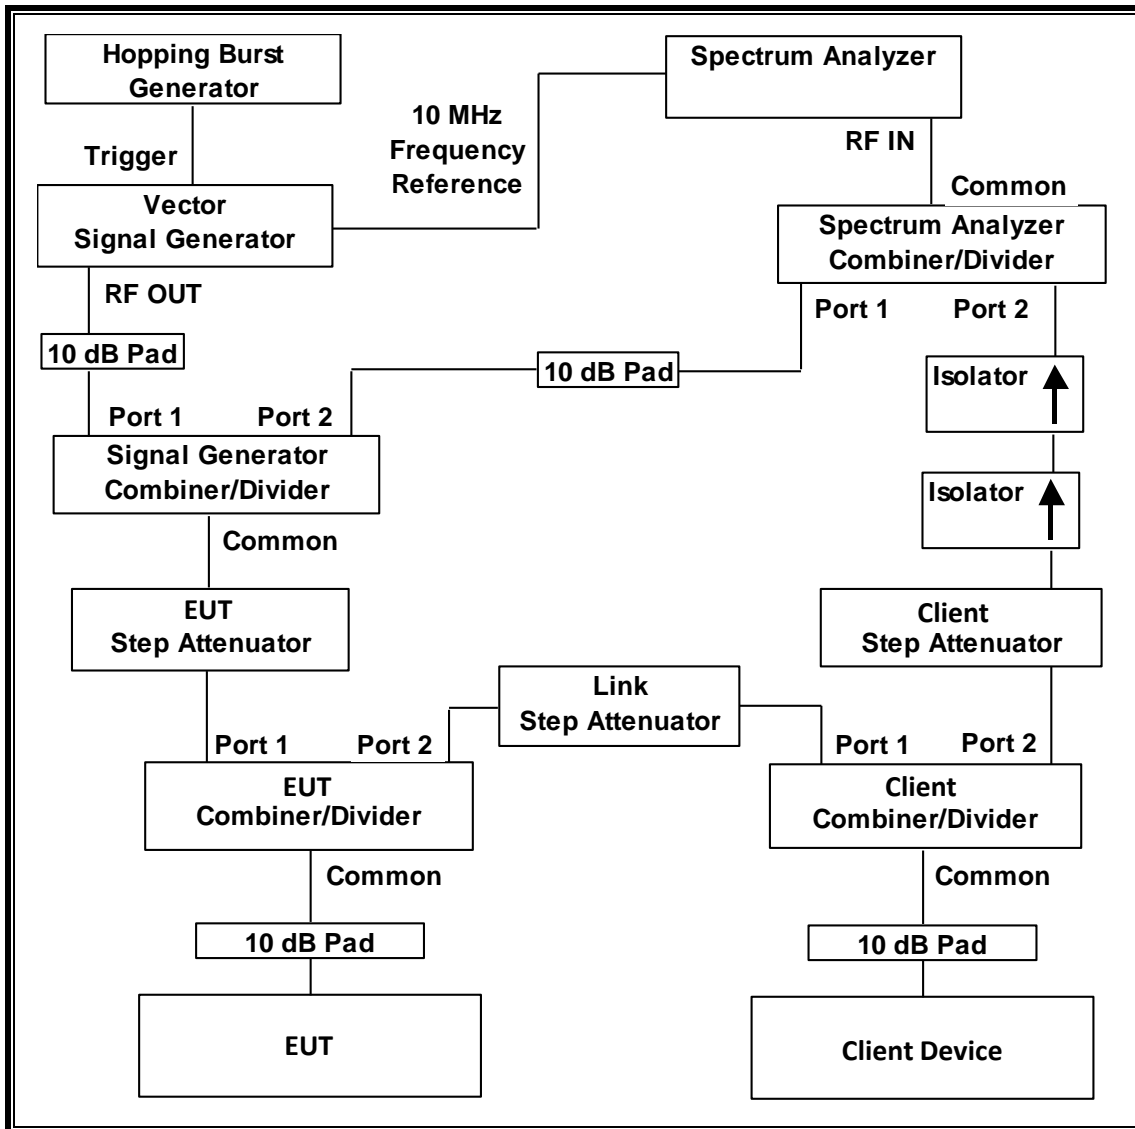 Hopping Burst
Generator
Spectrum Analyzer
10 MHz
Frequency
Reference
Trigger
RF IN
Common
Vector
Signal Generator
Spectrum Analyzer
Combiner/Divider
RF OUT
Port 1
Port 2
10 dB Pad
10 dB Pad
Isolator
Port 1
Port 2
Signal Generator
Combiner/Divider
Isolator
Common
EUT
Step Attenuator
Client
Step Attenuator
Link
Step Attenuator
Port 1
Port 2
Port 1
Port 2
EUT
Combiner/Divider
Client
Combiner/Divider
Common
Common
10 dB Pad
10 dB Pad
EUT
Client Device